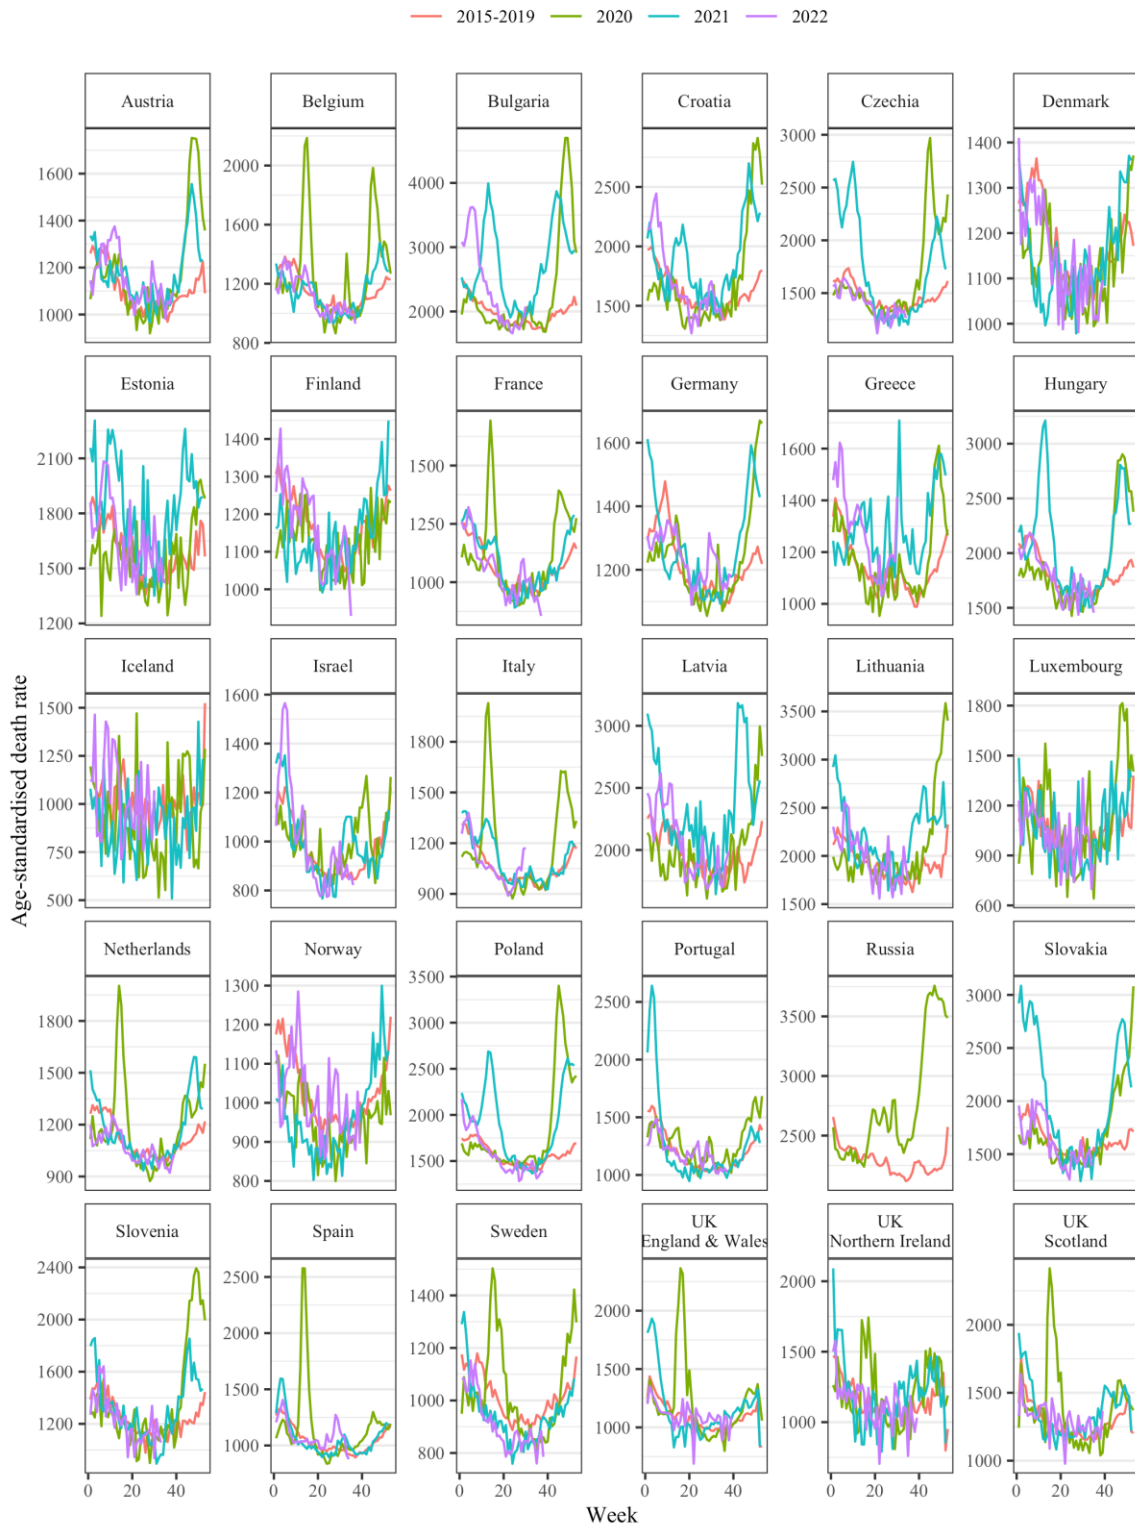 2015-2019 2020 2021 2022
Austria Belgium Bulgaria Croatia Czechia Denmark
1600 1400 1200 1000
2000 1600 1200 800
4000 3000 2000
2500 2000 1500
3000 2500 2000 1500
1400 1300 1200 1100 1000
Estonia Finland France Germany Greece Hungary
2100 1800 1500 1200
1400 1300 1200 1100 1000
1500 1250 1000
1600 1400 1200
1600 1400 1200 1000
3000 2500 2000 1500
Age-standardised death rate
Iceland Israel Italy Latvia Lithuania Luxembourg
1500 1250 1000 750 500
1600 1400 1200 1000 800
1800 1500 1200 900
3000 2500 2000
3500 3000 2500 2000 1500
1800 1500 1200 900 600
Netherlands Norway Poland Portugal Russia Slovakia
1800 1500 1200 900
1300 1200 1100 1000 900 800
3500 3000 2500 2000 1500
2500 2000 1500 1000
3500 3000 2500
3000 2500 2000 1500
Slovenia Spain Sweden UK England & Wales UK Northern Ireland UK Scotland
2400 2000 1600 1200
2500 2000 1500 1000
1400 1200 1000 800
2000 1500 1000
2000 1500 1000
2000 1500 1000
0 20 40 0 20 40 0 20 40 0 20 40 0 20 40 0 20 40
Week